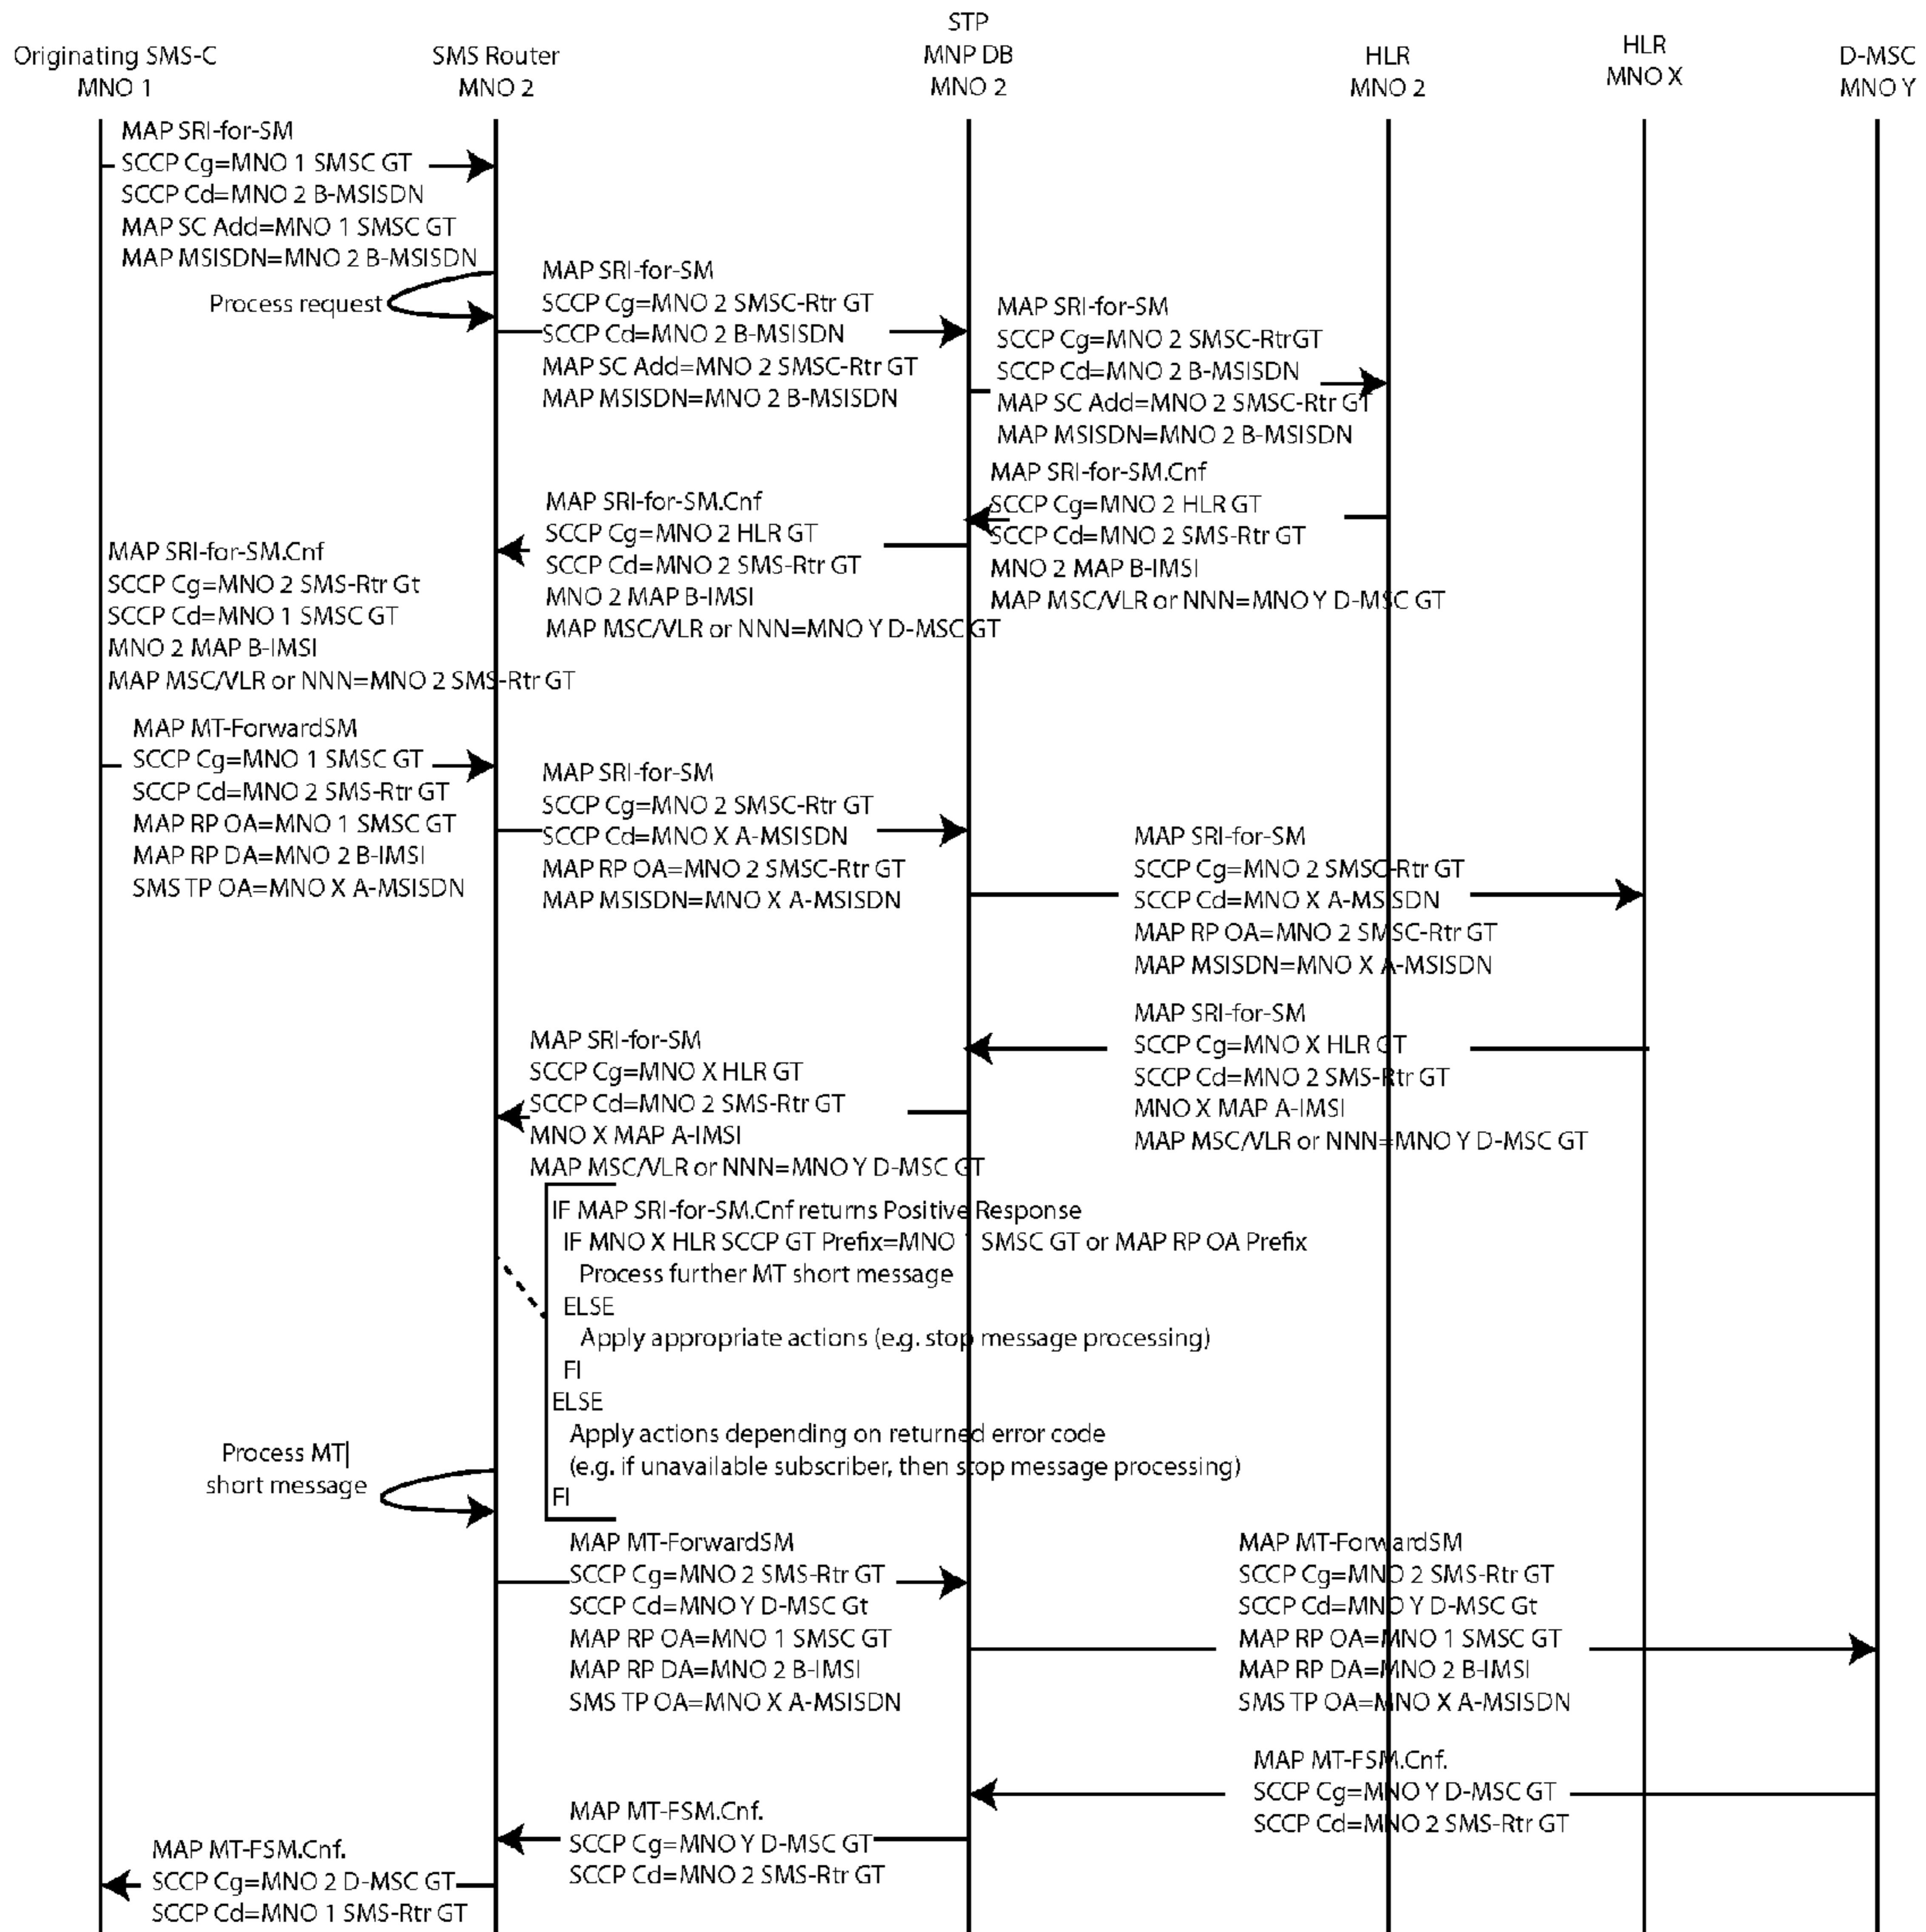 Originating SMS-C
MNO 1
SMS Router
MNO 2
STP
MNP DB
MNO 2
HLR
MNO 2
HLR
MNO X
D-MSC
MNO Y
MAP SRI-for-SM
SCCP Cg=MNO 1 SMSC GT
SCCP Cd=MNO 2 B-MSISDN
MAP SC Add=MNO 1 SMSC GT
MAP MSISDN=MNO 2 B-MSISDN
Process request
MAP SRI-for-SM
SCCP Cg=MNO 2 SMSC-Rtr GT
SCCP Cd=MNO 2 B-MSISDN
MAP SC Add=MNO 2 SMSC-Rtr GT
MAP MSISDN=MNO 2 B-MSISDN
MAP SRI-for-SM
SCCP Cg=MNO 2 SMSC-RtrGT
SCCP Cd=MNO 2 B-MSISDN
MAP SC Add=MNO 2 SMSC-Rtr GT
MAP MSISDN=MNO 2 B-MSISDN
MAP SRI-for-SM.Cnf
SCCP Cg=MNO 2 HLR GT
SCCP Cd=MNO 2 SMS-Rtr GT
MNO 2 MAP B-IMSI
MAP MSC/VLR or NNN=MNO Y D-MSC GT
MAP SRI-for-SM.Cnf
SCCP Cg=MNO 2 HLR GT
SCCP Cd=MNO 2 SMS-Rtr GT
MNO 2 MAP B-IMSI
MAP MSC/VLR or NNN=MNO Y D-MSC GT
MAP SRI-for-SM.Cnf
SCCP Cg=MNO 2 SMS-Rtr Gt
SCCP Cd=MNO 1 SMSC GT
MNO 2 MAP B-IMSI
MAP MSC/VLR or NNN=MNO 2 SMS-Rtr GT
MAP MT-ForwardSM
SCCP Cg=MNO 1 SMSC GT
SCCP Cd=MNO 2 SMS-Rtr GT
MAP RP OA=MNO 1 SMSC GT
MAP RP DA=MNO 2 B-IMSI
SMS TP OA=MNO X A-MSISDN
MAP SRI-for-SM
SCCP Cg=MNO 2 SMSC-Rtr GT
SCCP Cd=MNO X A-MSISDN
MAP RP OA=MNO 2 SMSC-Rtr GT
MAP MSISDN=MNO X A-MSISDN
MAP SRI-for-SM
SCCP Cg=MNO 2 SMSC-Rtr GT
SCCP Cd=MNO X A-MSISDN
MAP RP OA=MNO 2 SMSC-Rtr GT
MAP MSISDN=MNO X A-MSISDN
MAP SRI-for-SM
SCCP Cg=MNO X HLR GT
SCCP Cd=MNO 2 SMS-Rtr GT
MNO X MAP A-IMSI
MAP MSC/VLR or NNN=MNO Y D-MSC GT
MAP SRI-for-SM
SCCP Cg=MNO X HLR GT
SCCP Cd=MNO 2 SMS-Rtr GT
MNO X MAP A-IMSI
MAP MSC/VLR or NNN=MNO Y D-MSC GT
IF MAP SRI-for-SM.Cnf returns Positive Response
IF MNO X HLR SCCP GT Prefix=MNO 1 SMSC GT or MAP RP OA Prefix
Process further MT short message
ELSE
Apply appropriate actions (e.g. stop message processing)
FI
ELSE
Apply actions depending on returned error code
(e.g. if unavailable subscriber, then stop message processing)
FI
Process MT|
short message
MAP MT-ForwardSM
SCCP Cg=MNO 2 SMS-Rtr GT
SCCP Cd=MNO Y D-MSC Gt
MAP RP OA=MNO 1 SMSC GT
MAP RP DA=MNO 2 B-IMSI
SMS TP OA=MNO X A-MSISDN
MAP MT-ForwardSM
SCCP Cg=MNO 2 SMS-Rtr GT
SCCP Cd=MNO Y D-MSC Gt
MAP RP OA=MNO 1 SMSC GT
MAP RP DA=MNO 2 B-IMSI
SMS TP OA=MNO X A-MSISDN
MAP MT-FSM.Cnf.
SCCP Cg=MNO Y D-MSC GT
SCCP Cd=MNO 2 SMS-Rtr GT
MAP MT-FSM.Cnf.
SCCP Cg=MNO Y D-MSC GT
SCCP Cd=MNO 2 SMS-Rtr GT
MAP MT-FSM.Cnf.
SCCP Cg=MNO 2 D-MSC GT
SCCP Cd=MNO 1 SMS-Rtr GT